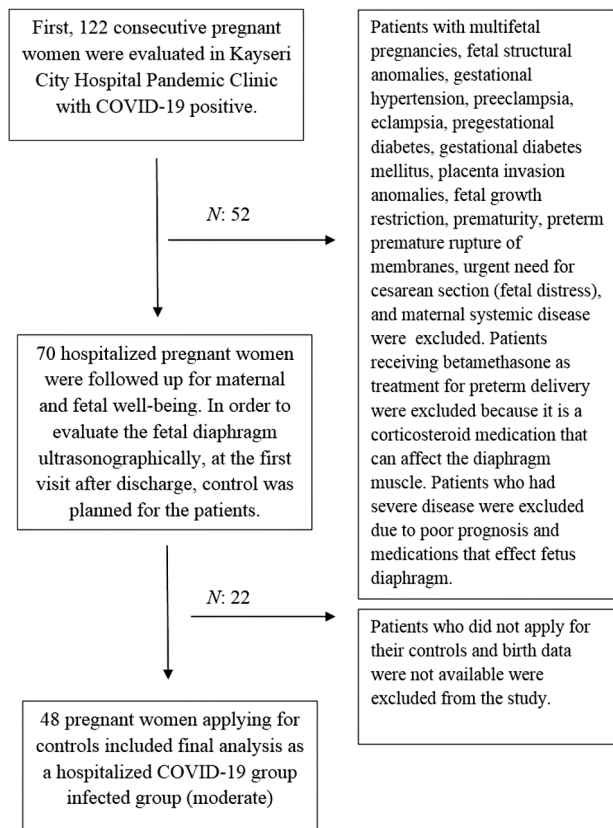 First, 122 consecutive pregnant
women were evaluated in Kayseri
City Hospital Pandemic Clinic
with COVID-19 positive.
N: 52
Patients with multifetal
pregnancies, fetal structural
anomalies, gestational
hypertension, preeclampsia,
eclampsia, pregestational
diabetes, gestational diabetes
mellitus, placenta invasion
anomalies, fetal growth
restriction, prematurity, preterm
premature rupture of
membranes, urgent need for
cesarean section (fetal distress),
and maternal systemic disease
were excluded. Patients
receiving betamethasone as
treatment for preterm delivery
were excluded because it is a
corticosteroid medication that
can affect the diaphragm
muscle. Patients who had
severe disease were excluded
due to poor prognosis and
medications that effect fetus
diaphragm.
70 hospitalized pregnant women
were followed up for maternal
and fetal well-being. In order to
evaluate the fetal diaphragm
ultrasonographically, at the first
visit after discharge, control was
planned for the patients.
N: 22
Patients who did not apply for
their controls and birth data
were not available were
excluded from the study.
48 pregnant women applying for
controls included final analysis as
a hospitalized COVID-19 group
infected group (moderate)